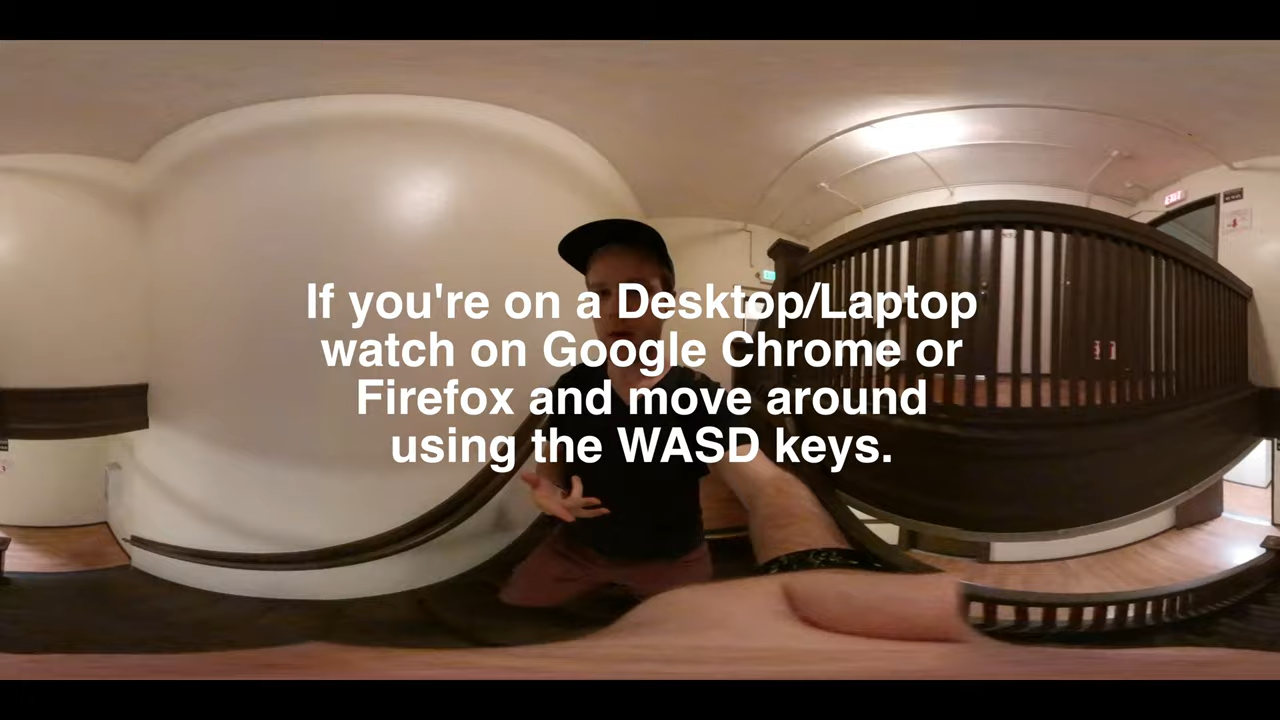 If you're on a Desktop/Laptop
watch on Google Chrome or
Firefox and move around
using the WASD keys.
EXIT